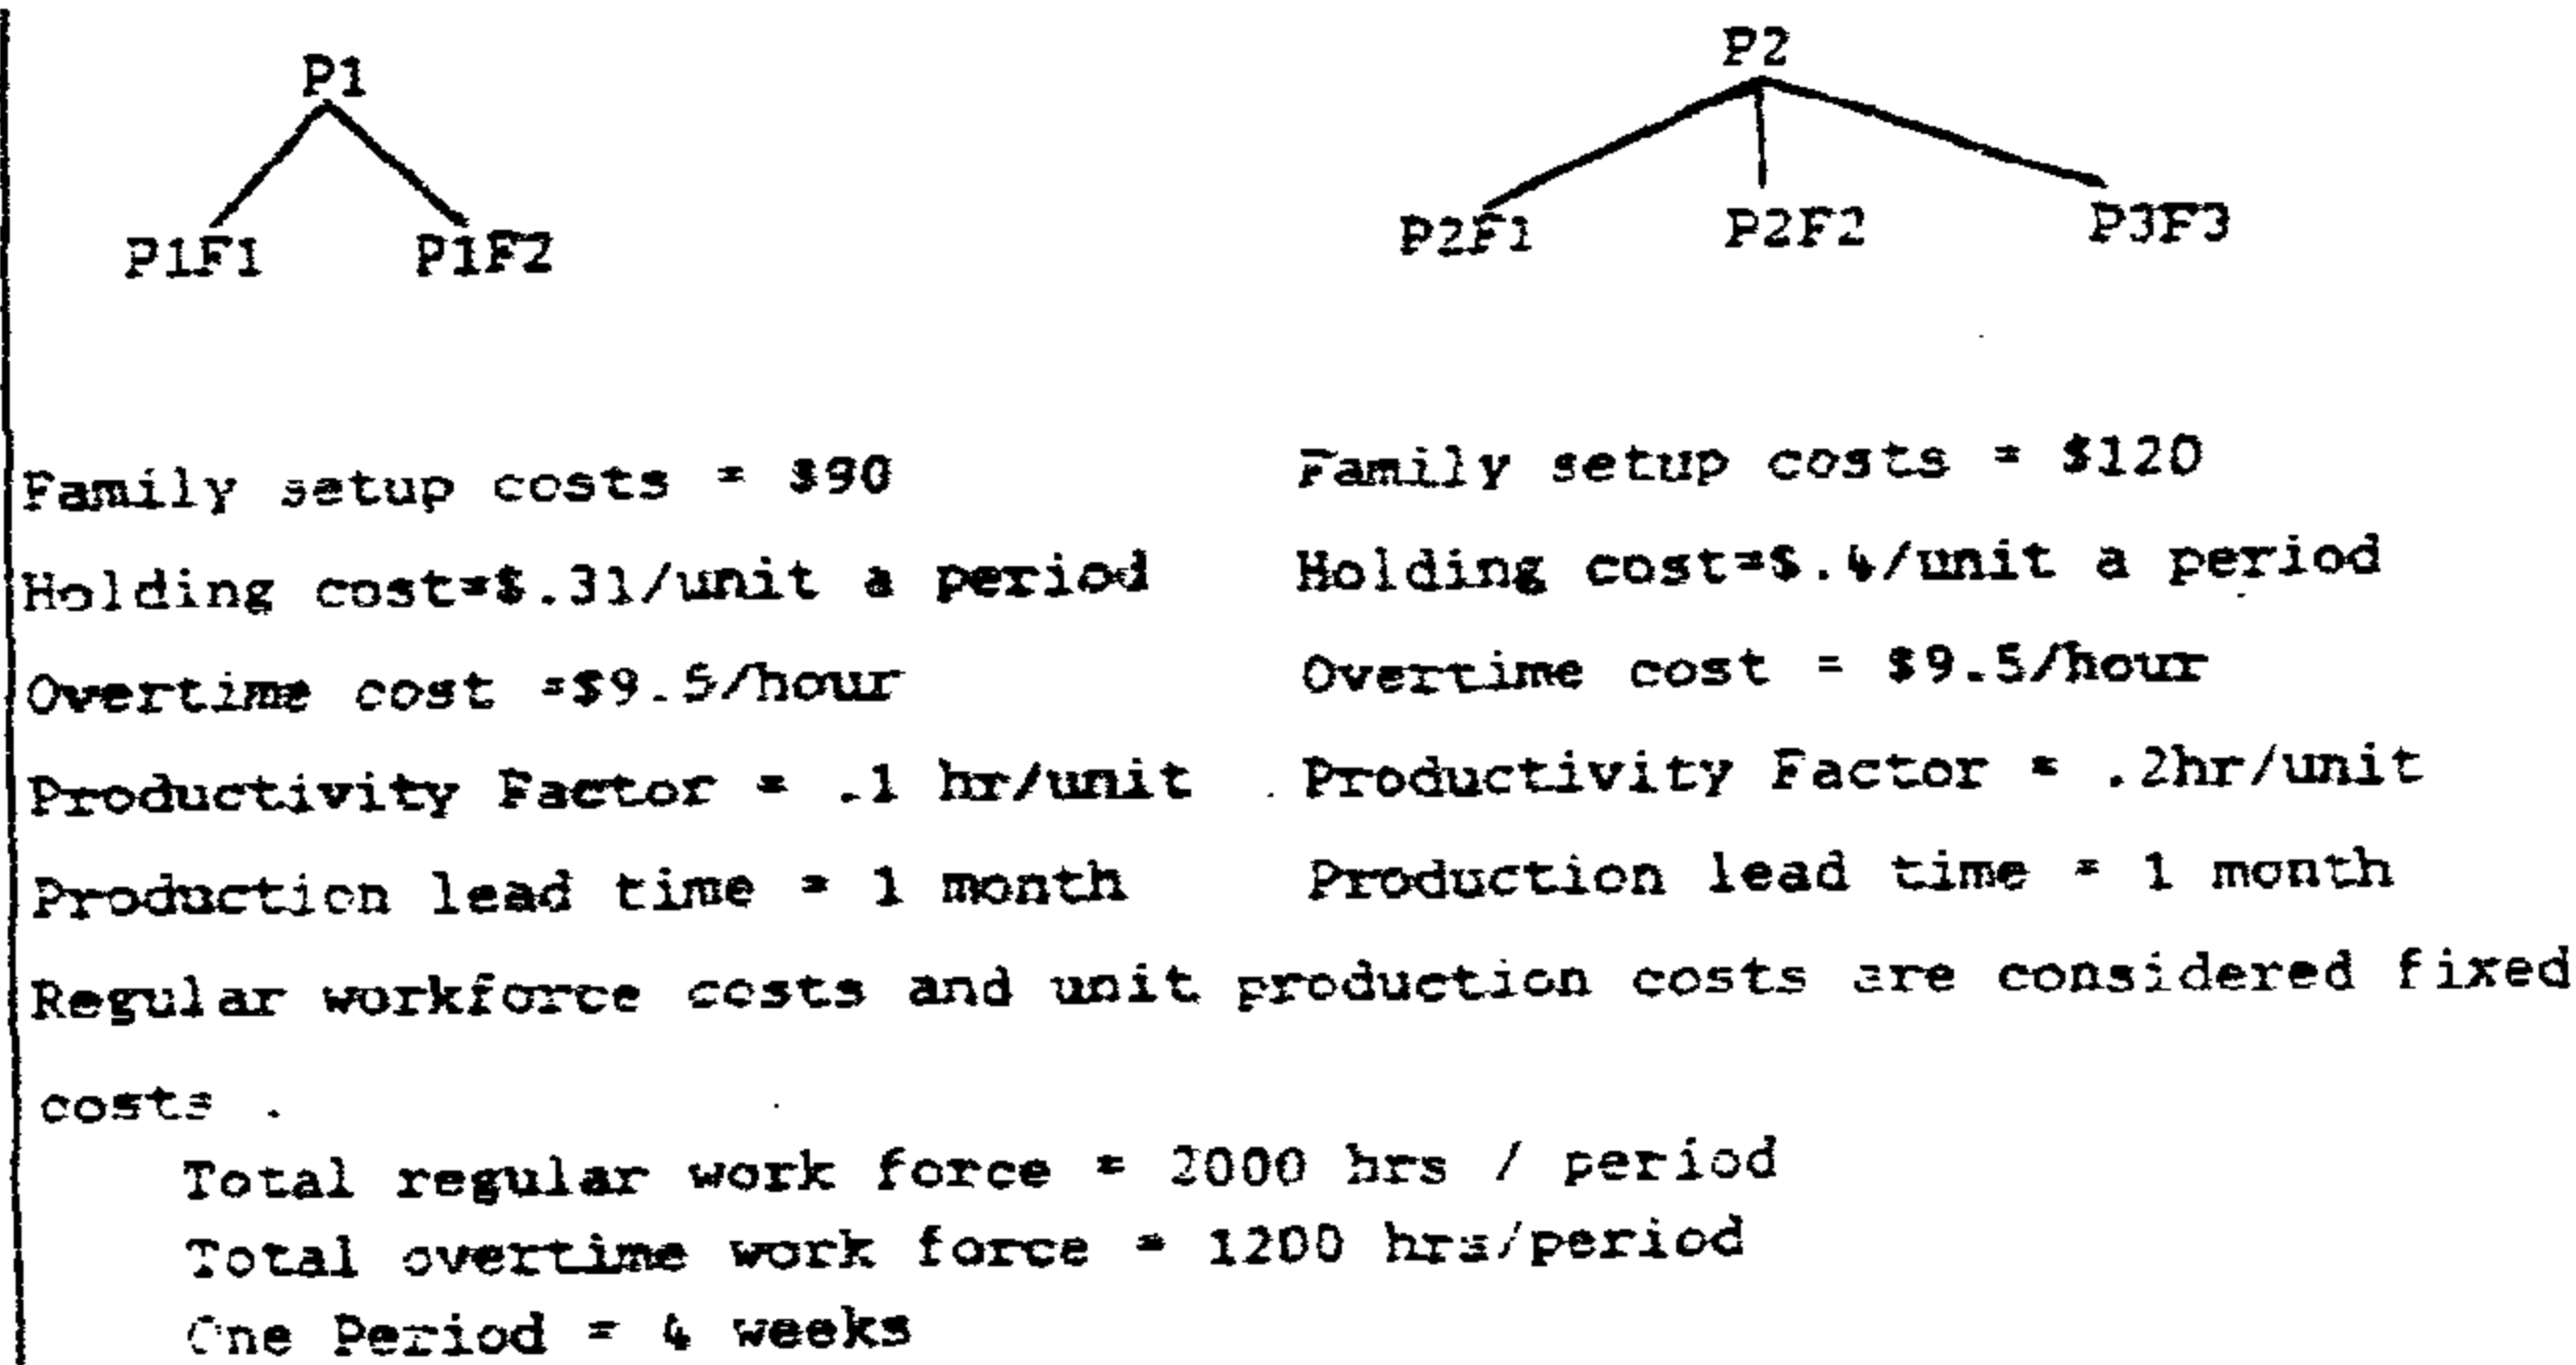 P1
P2
P1F1 P1F2
P2F1 P2F2 P3F3
Family setup costs = $90
Family setup costs = $120
Holding cost=$.31/unit a period
Holding cost=$.4/unit a period
Overtime cost =$9.5/hour
Overtime cost = $9.5/hour
Productivity Factor = .1 hr/unit
Productivity Factor = .2hr/unit
Production lead time = 1 month
Production lead time = 1 month
Regular workforce costs and unit production costs are considered fixed
costs .
Total regular work force = 2000 hrs / period
Total overtime work force = 1200 hrs/period
One Period = 4 weeks